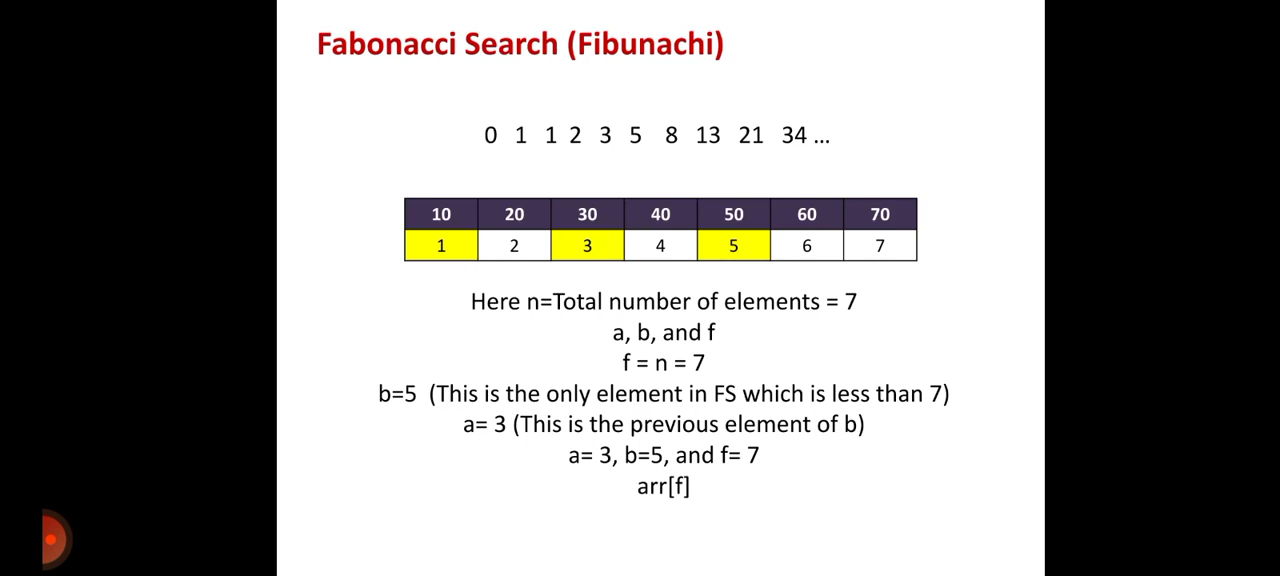 Fabonacci Search (Fibunachi)
0 1 1 2 3 5 8 13 21 34 ...
10 20 30 40 50 60 70
1 2 3 4 5 6 7
Here n=Total number of elements = 7
a, b, and f
f = n = 7
b=5 (This is the only element in FS which is less than 7)
a= 3 (This is the previous element of b)
a= 3, b=5, and f= 7
arr[f]